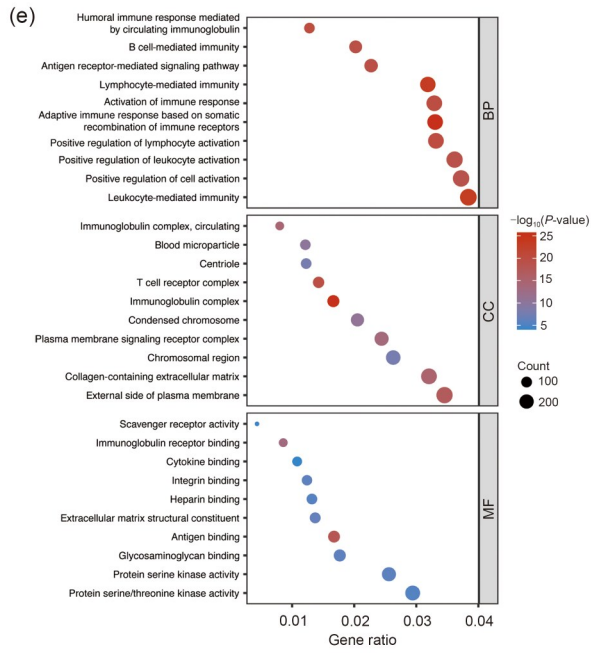 (e)
Humoral immune response mediated
by circulating immunoglobulin
B cell-mediated immunity
Antigen receptor-mediated signaling pathway
Lymphocyte-mediated immunity
Activation of immune response
Adaptive immune response based on somatic
recombination of immune receptors
Positive regulation of lymphocyte activation
Positive regulation of leukocyte activation
Positive regulation of cell activation
Leukocyte-mediated immunity
BP
Immunoglobulin complex, circulating
Blood microparticle
Centriole
T cell receptor complex
Immunoglobulin complex
Condensed chromosome
Plasma membrane signaling receptor complex
Chromosomal region
Collagen-containing extracellular matrix
External side of plasma membrane
CC
Scavenger receptor activity
Immunoglobulin receptor binding
Cytokine binding
Integrin binding
Heparin binding
Extracellular matrix structural constituent
Antigen binding
Glycosaminoglycan binding
Protein serine kinase activity
Protein serine/threonine kinase activity
MF
0.01 0.02 0.03 0.04
Gene ratio
−log₁₀(P-value)
25
20
15
10
5
Count
100
200